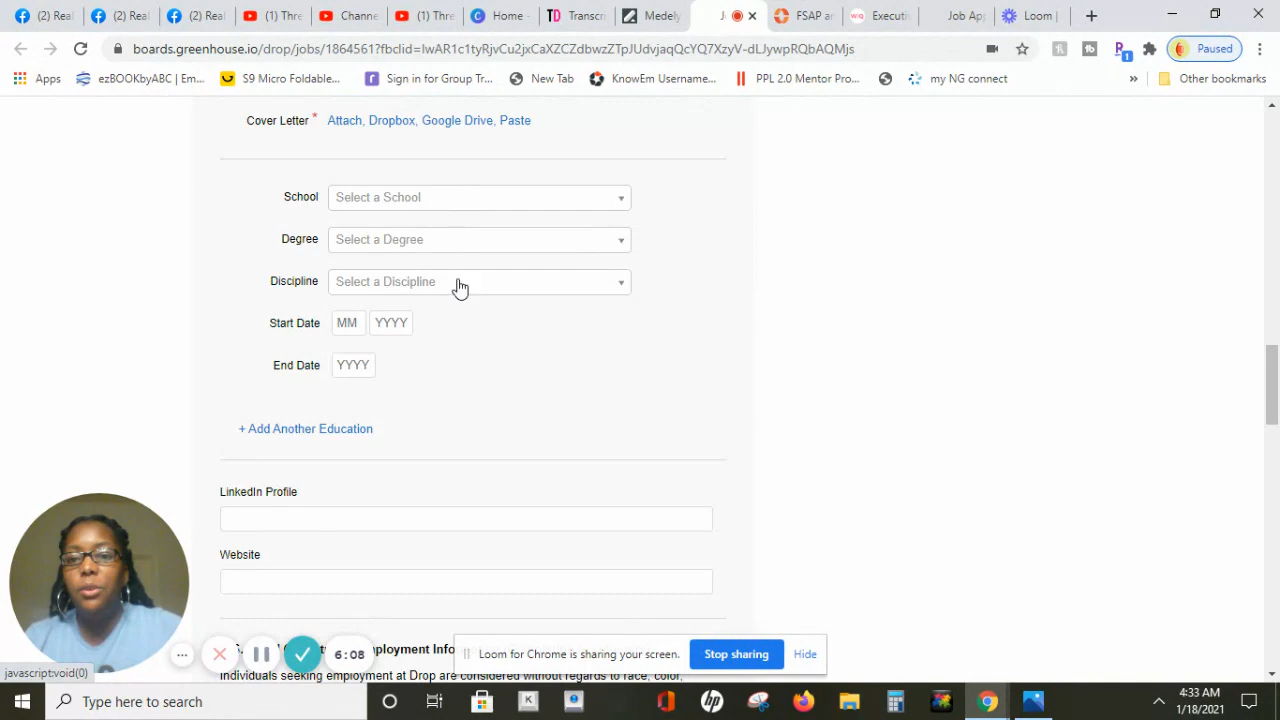 (2) Real
(2) Real
(2) Real
(1) Thre
Channe
(1) Thre
Home -
Transcr
Medely
FSAP ar
Executi
Job Ap
Loom |
boards.greenhouse.io/drop/jobs/1864561?fbclid=IwAR1c1tyRjvCu2jxCaXZCZdbwzZTpJUdvjaqQcYQ7XzyV-dLJywpRQbAQMjs
Paused
Apps
ezBOOKbyABC | Em...
S9 Micro Foldable...
Sign in for Group Tr...
New Tab
KnowEm Username...
PPL 2.0 Mentor Pro...
my NG connect
Other bookmarks
Cover Letter * Attach, Dropbox, Google Drive, Paste
School Select a School
Degree Select a Degree
Discipline Select a Discipline
Start Date MM YYYY
End Date YYYY
+ Add Another Education
LinkedIn Profile
Website
mployment Info
Individuals seeking employment at Drop are considered without regards to race, color,
6:08
Loom for Chrome is sharing your screen. Stop sharing Hide
javascript:void(0)
Type here to search
4:33 AM
1/18/2021